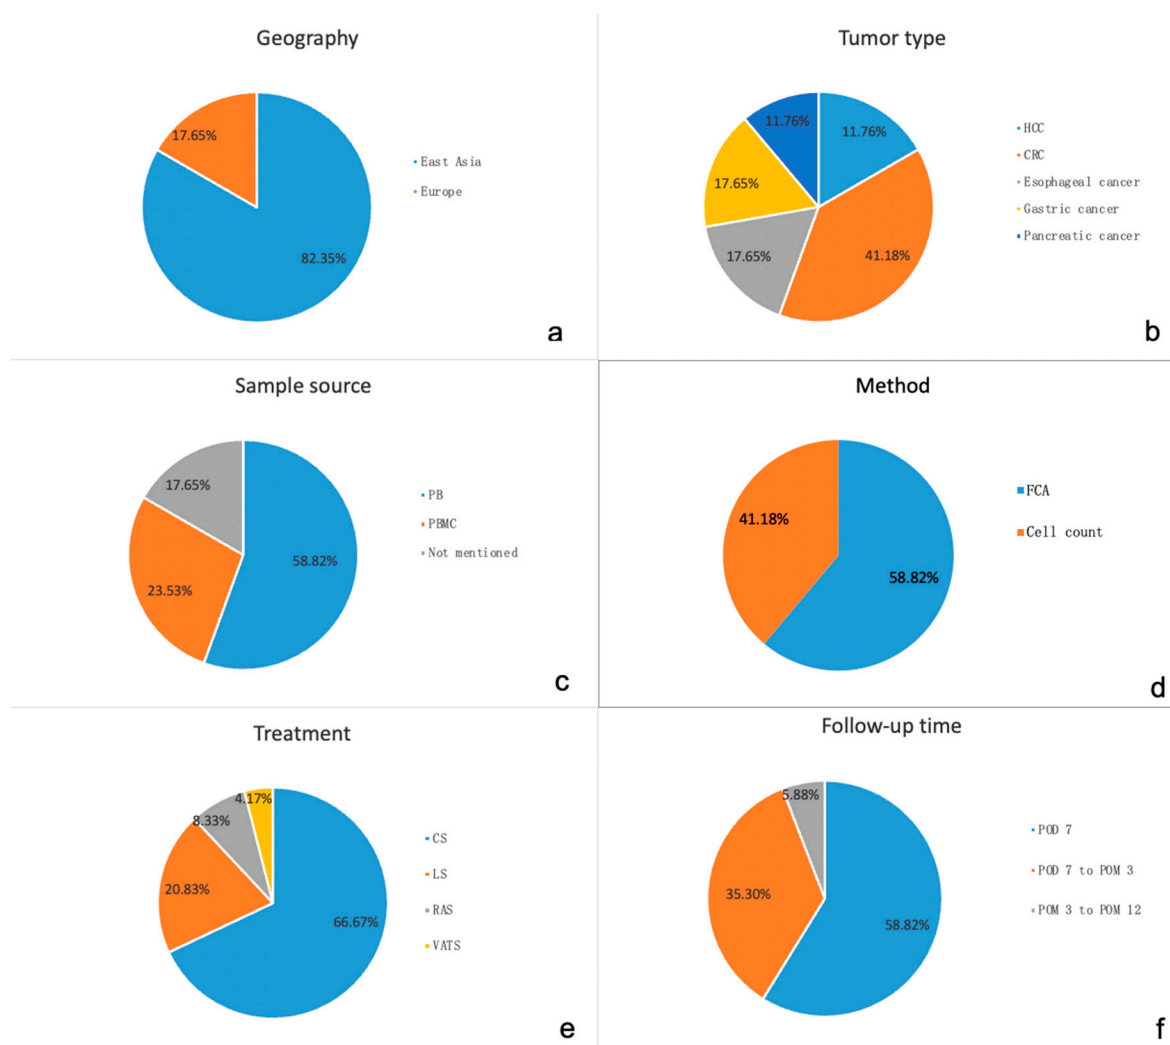 Geography
17.65%
82.35%
East Asia
Europe
a
Tumor type
11.76%
11.76%
17.65%
17.65%
41.18%
HCC
CRC
Esophageal cancer
Gastric cancer
Pancreatic cancer
b
Sample source
17.65%
58.82%
23.53%
PB
PBMC
Not mentioned
c
Method
41.18%
58.82%
FCA
Cell count
d
Treatment
4.17%
8.33%
20.83%
66.67%
CS
LS
RAS
VATS
e
Follow-up time
5.88%
35.30%
58.82%
POD 7
POD 7 to POM 3
POM 3 to POM 12
f